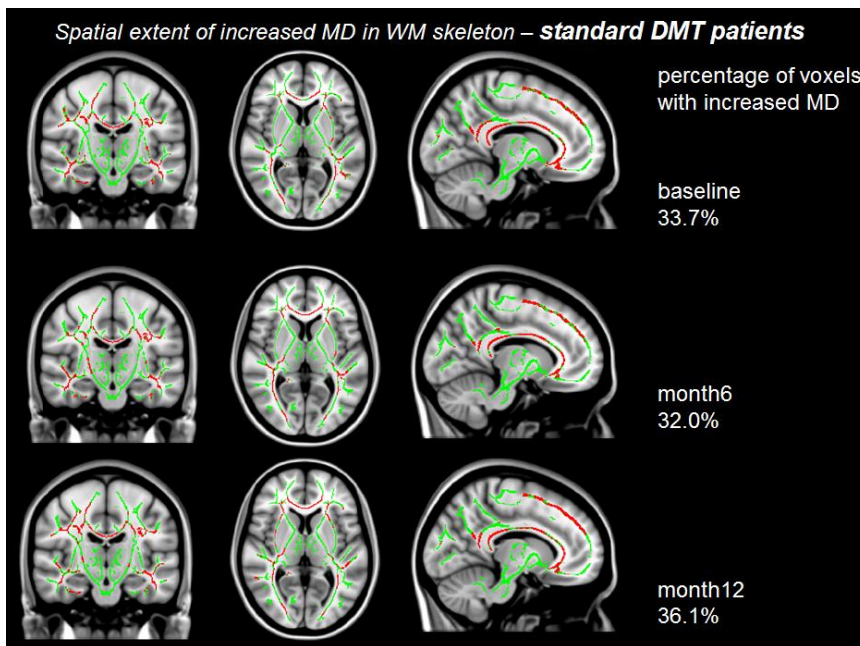 Spatial extent of increased MD in WM skeleton – standard DMT patients
percentage of voxels
with increased MD
baseline
33.7%
month6
32.0%
month12
36.1%